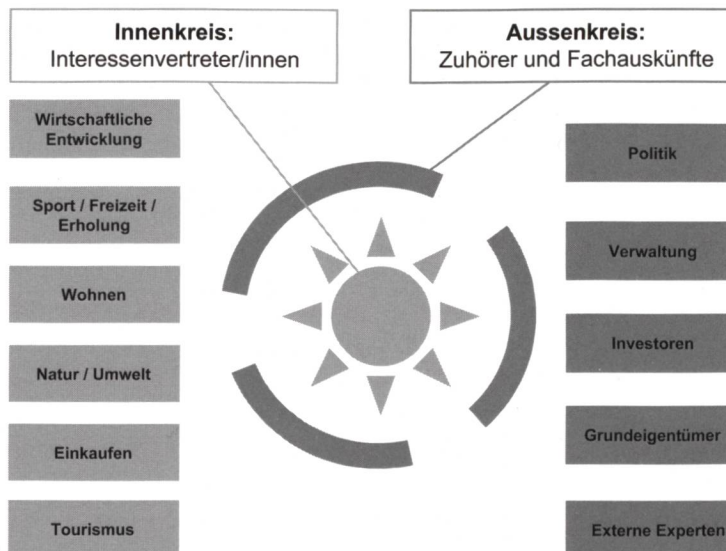 Innenkreis:
Interessenvertreter/innen
Aussenkreis:
Zuhörer und Fachauskünfte
Wirtschaftliche
Entwicklung
Sport / Freizeit /
Erholung
Wohnen
Natur / Umwelt
Einkaufen
Tourismus
Politik
Verwaltung
Investoren
Grundeigentümer
Externe Experten